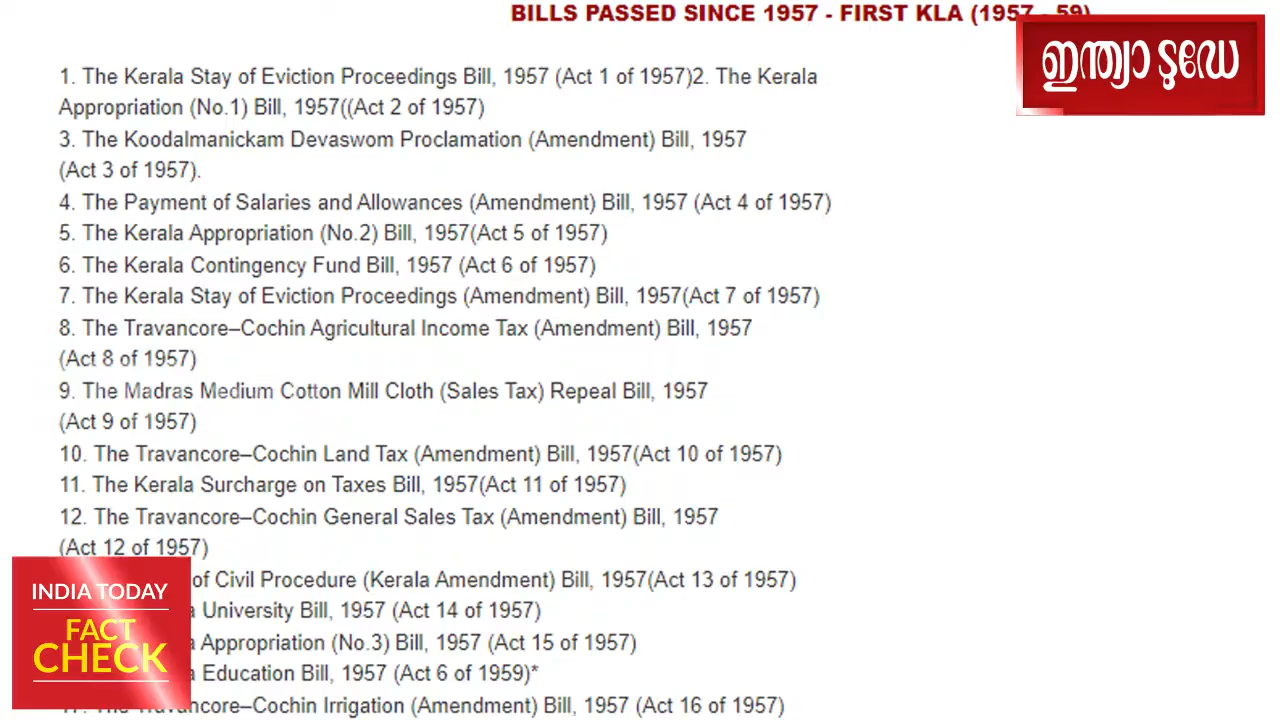 BILLS PASSED SINCE 1957 - FIRST KLA (1957 - 59)
ഇന്ത്യാ ടുഡേ
1. The Kerala Stay of Eviction Proceedings Bill, 1957 (Act 1 of 1957)2. The Kerala
Appropriation (No.1) Bill, 1957((Act 2 of 1957)
3. The Koodalmanickam Devaswom Proclamation (Amendment) Bill, 1957
(Act 3 of 1957).
4. The Payment of Salaries and Allowances (Amendment) Bill, 1957 (Act 4 of 1957)
5. The Kerala Appropriation (No.2) Bill, 1957(Act 5 of 1957)
6. The Kerala Contingency Fund Bill, 1957 (Act 6 of 1957)
7. The Kerala Stay of Eviction Proceedings (Amendment) Bill, 1957(Act 7 of 1957)
8. The Travancore–Cochin Agricultural Income Tax (Amendment) Bill, 1957
(Act 8 of 1957)
9. The Madras Medium Cotton Mill Cloth (Sales Tax) Repeal Bill, 1957
(Act 9 of 1957)
10. The Travancore–Cochin Land Tax (Amendment) Bill, 1957(Act 10 of 1957)
11. The Kerala Surcharge on Taxes Bill, 1957(Act 11 of 1957)
12. The Travancore–Cochin General Sales Tax (Amendment) Bill, 1957
(Act 12 of 1957)
of Civil Procedure (Kerala Amendment) Bill, 1957(Act 13 of 1957)
University Bill, 1957 (Act 14 of 1957)
Appropriation (No.3) Bill, 1957 (Act 15 of 1957)
Education Bill, 1957 (Act 6 of 1959)*
17. The Travancore–Cochin Irrigation (Amendment) Bill, 1957 (Act 16 of 1957)
INDIA TODAY
FACT
CHECK